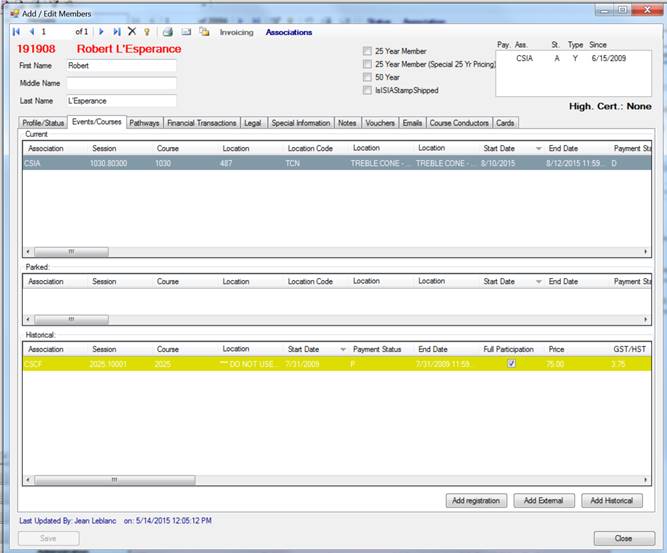 Add / Edit Members
1 of 1 Invoicing Associations
191908 Robert L'Esperance
First Name Robert
Middle Name
Last Name L'Esperance
25 Year Member
25 Year Member (Special 25 Yr Pricing)
50 Year
IsISIAStampShipped
Pay. Ass. St. Type Since
CSIA A Y 6/15/2009
High. Cert.: None
Profile/Status Events/Courses Pathways Financial Transactions Legal Special Information Notes Vouchers Emails Course Conductors Cards
Current
Association Session Course Location Location Code Location Location Start Date End Date Payment Sta
CSIA 1030.80300 1030 487 TCN TREBLE CONE - ... TREBLE CONE - ... 8/10/2015 8/12/2015 11:59... D
Parked:
Association Session Course Location Location Code Location Location Start Date End Date Payment Sta
Historical:
Association Session Course Location Start Date Payment Status End Date Full Participation Price GST/HST
CSCF 2025.10001 2025 *** DO NOT USE... 7/31/2009 P 7/31/2009 11:59... 75.00 3.75
Add registration Add External Add Historical
Last Updated By: Jean Leblanc on: 5/14/2015 12:05:12 PM
Save Close